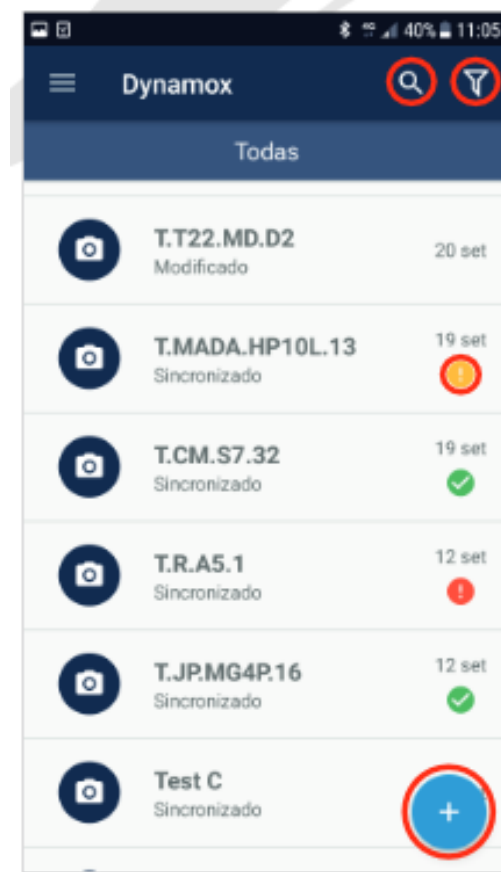 40% 11:05
Dynamox
Todas
T.T22.MD.D2
20 set
Modificado
T.MADA.HP10L.13
19 set
Sincronizado
T.CM.S7.32
19 set
Sincronizado
T.R.A5.1
12 set
Sincronizado
T.JP.MG4P.16
12 set
Sincronizado
Test C
Sincronizado
+